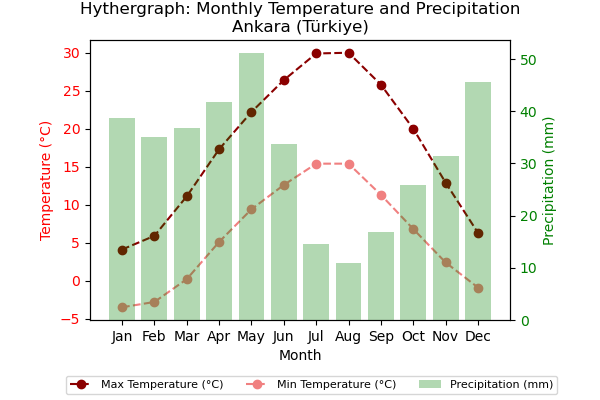 Hythergraph: Monthly Temperature and Precipitation
Ankara (Türkiye)
Temperature (°C)
30
25
20
15
10
5
0
−5
50
40
30
20
10
0
Precipitation (mm)
Jan Feb Mar Apr May Jun Jul Aug Sep Oct Nov Dec
Month
Max Temperature (°C) Min Temperature (°C) Precipitation (mm)